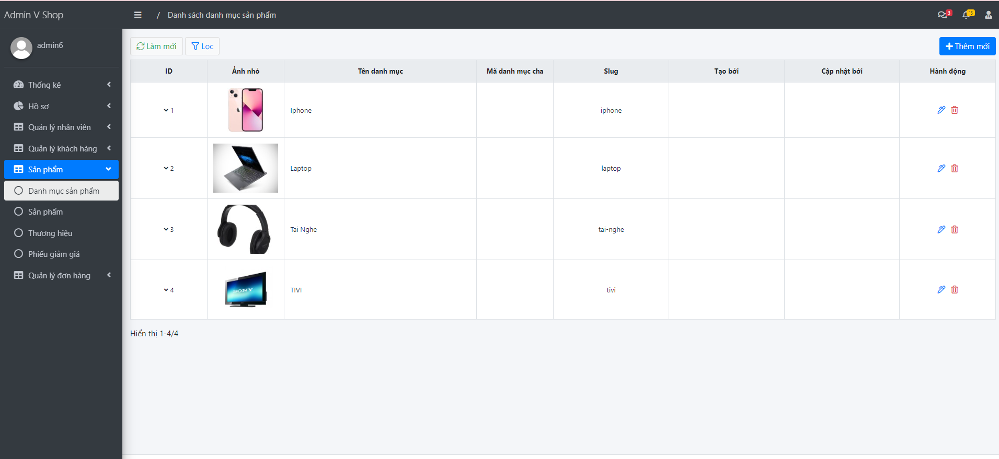 Admin V Shop
/ Danh sách danh mục sản phẩm
3
15
admin6
Thống kê
Hồ sơ
Quản lý nhân viên
Quản lý khách hàng
Sản phẩm
Danh mục sản phẩm
Sản phẩm
Thương hiệu
Phiếu giảm giá
Quản lý đơn hàng
Làm mới
Lọc
Thêm mới
ID Ảnh nhỏ Tên danh mục Mã danh mục cha Slug Tạo bởi Cập nhật bởi Hành động
1 Iphone iphone
2 Laptop laptop
3 Tai Nghe tai-nghe
4 SONY TIVI tivi
Hiển thị 1-4/4